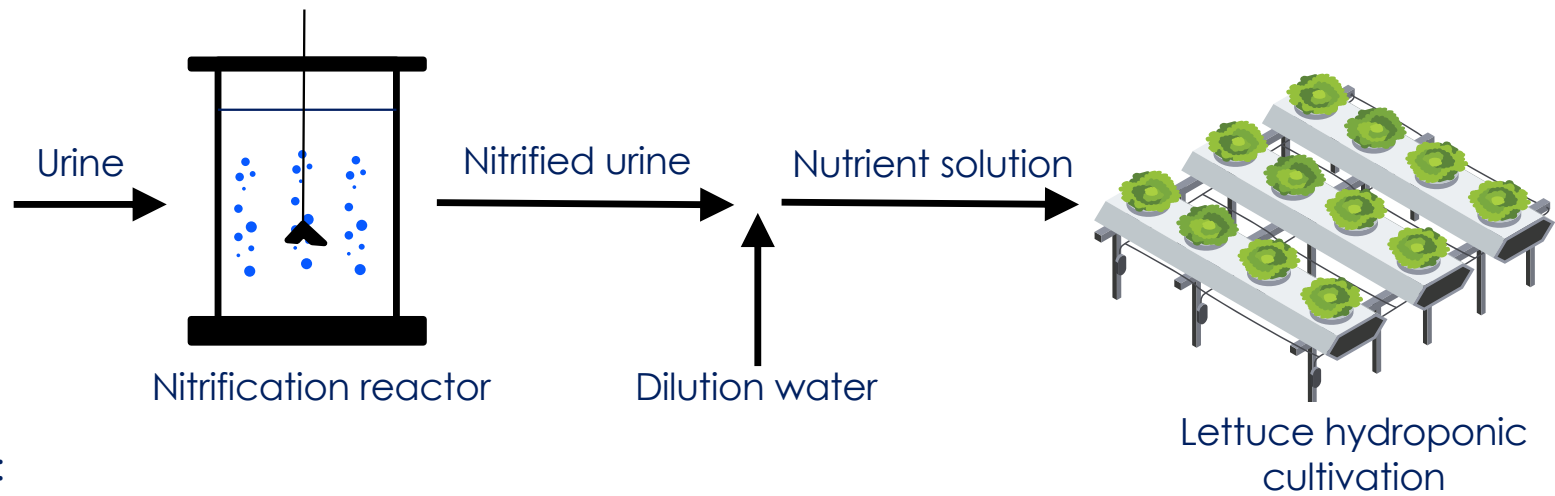 Urine
Nitrified urine
Nutrient solution
Nitrification reactor
Dilution water
Lettuce hydroponic
cultivation
: